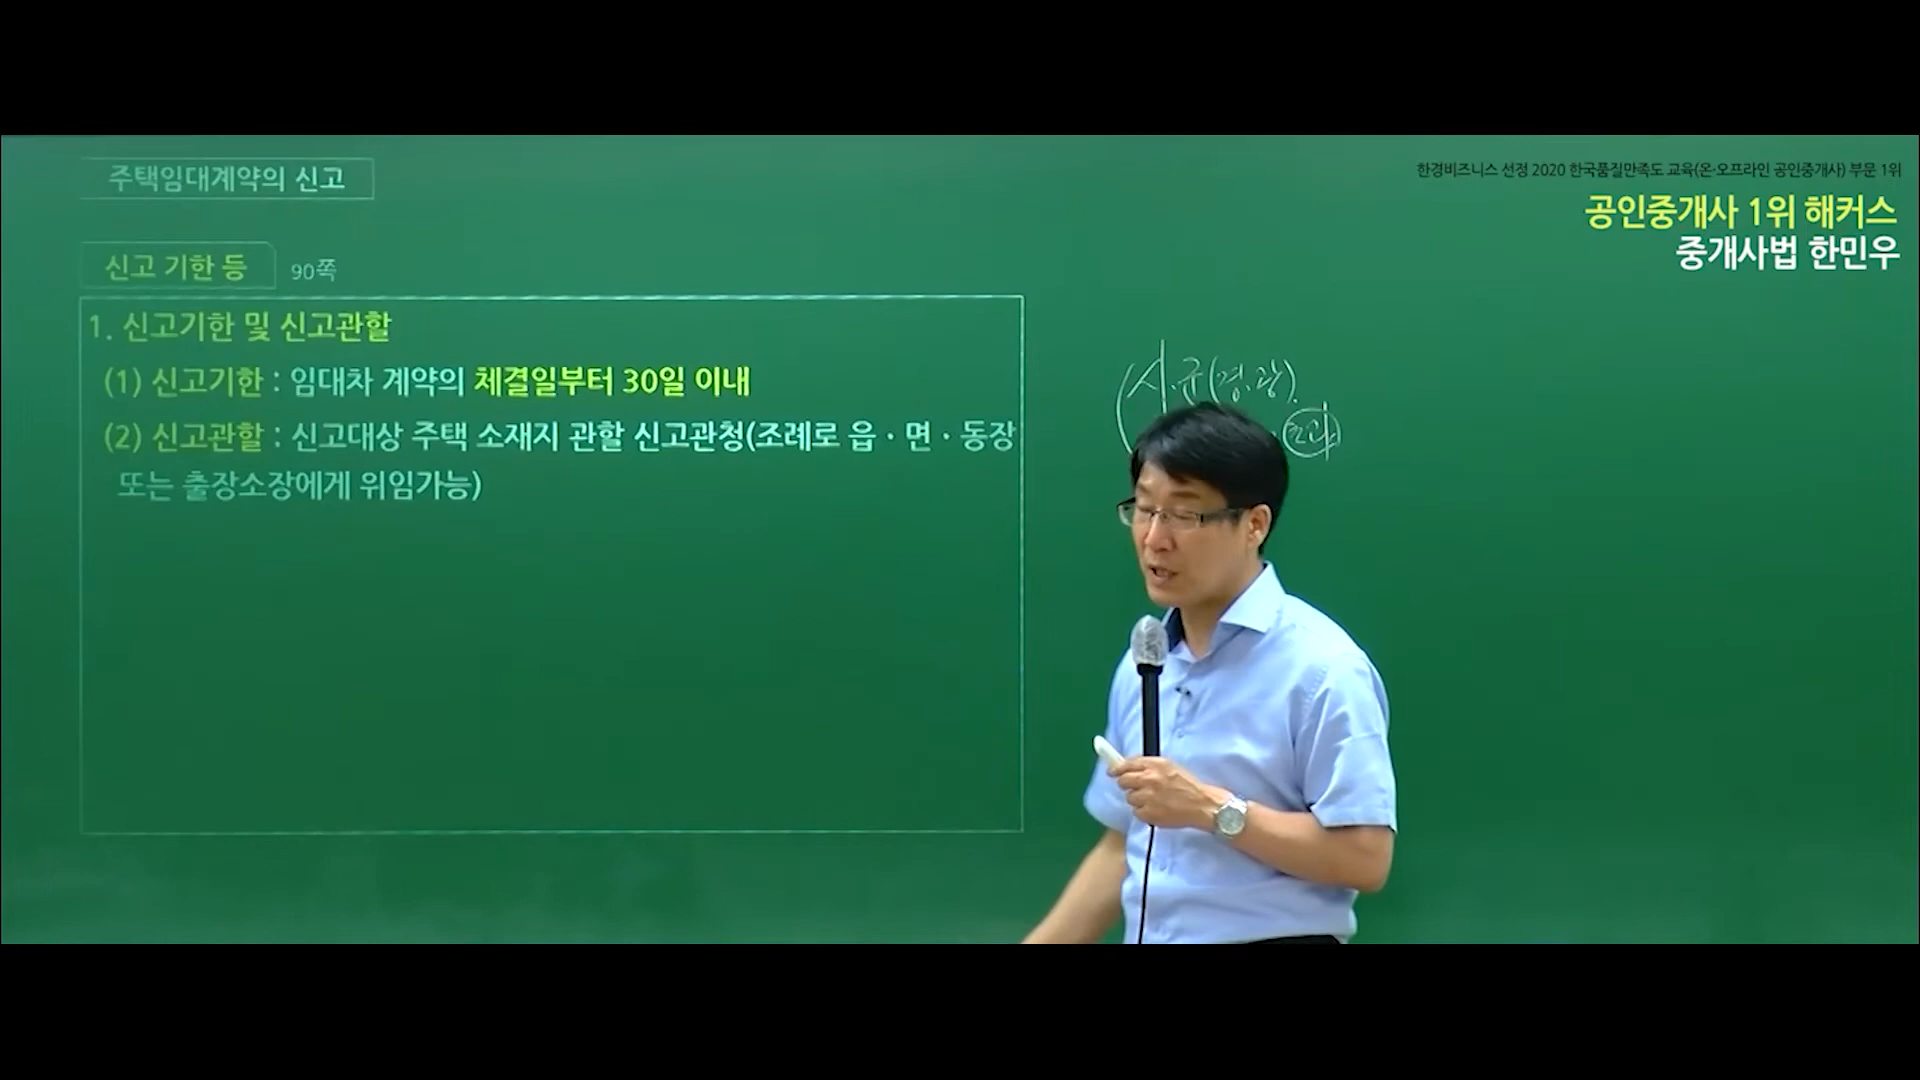 주택임대계약의 신고
한경비즈니스 선정 2020 한국품질만족도 교육(온·오프라인 공인중개사) 부문 1위
공인중개사 1위 해커스
중개사법 한민우
신고 기한 등 90쪽
1. 신고기한 및 신고관할
(1) 신고기한 : 임대차 계약의 체결일부터 30일 이내
(2) 신고관할 : 신고대상 주택 소재지 관할 신고관청(조례로 읍·면·동장
또는 출장소장에게 위임가능)
(시.군(경.광).
초과